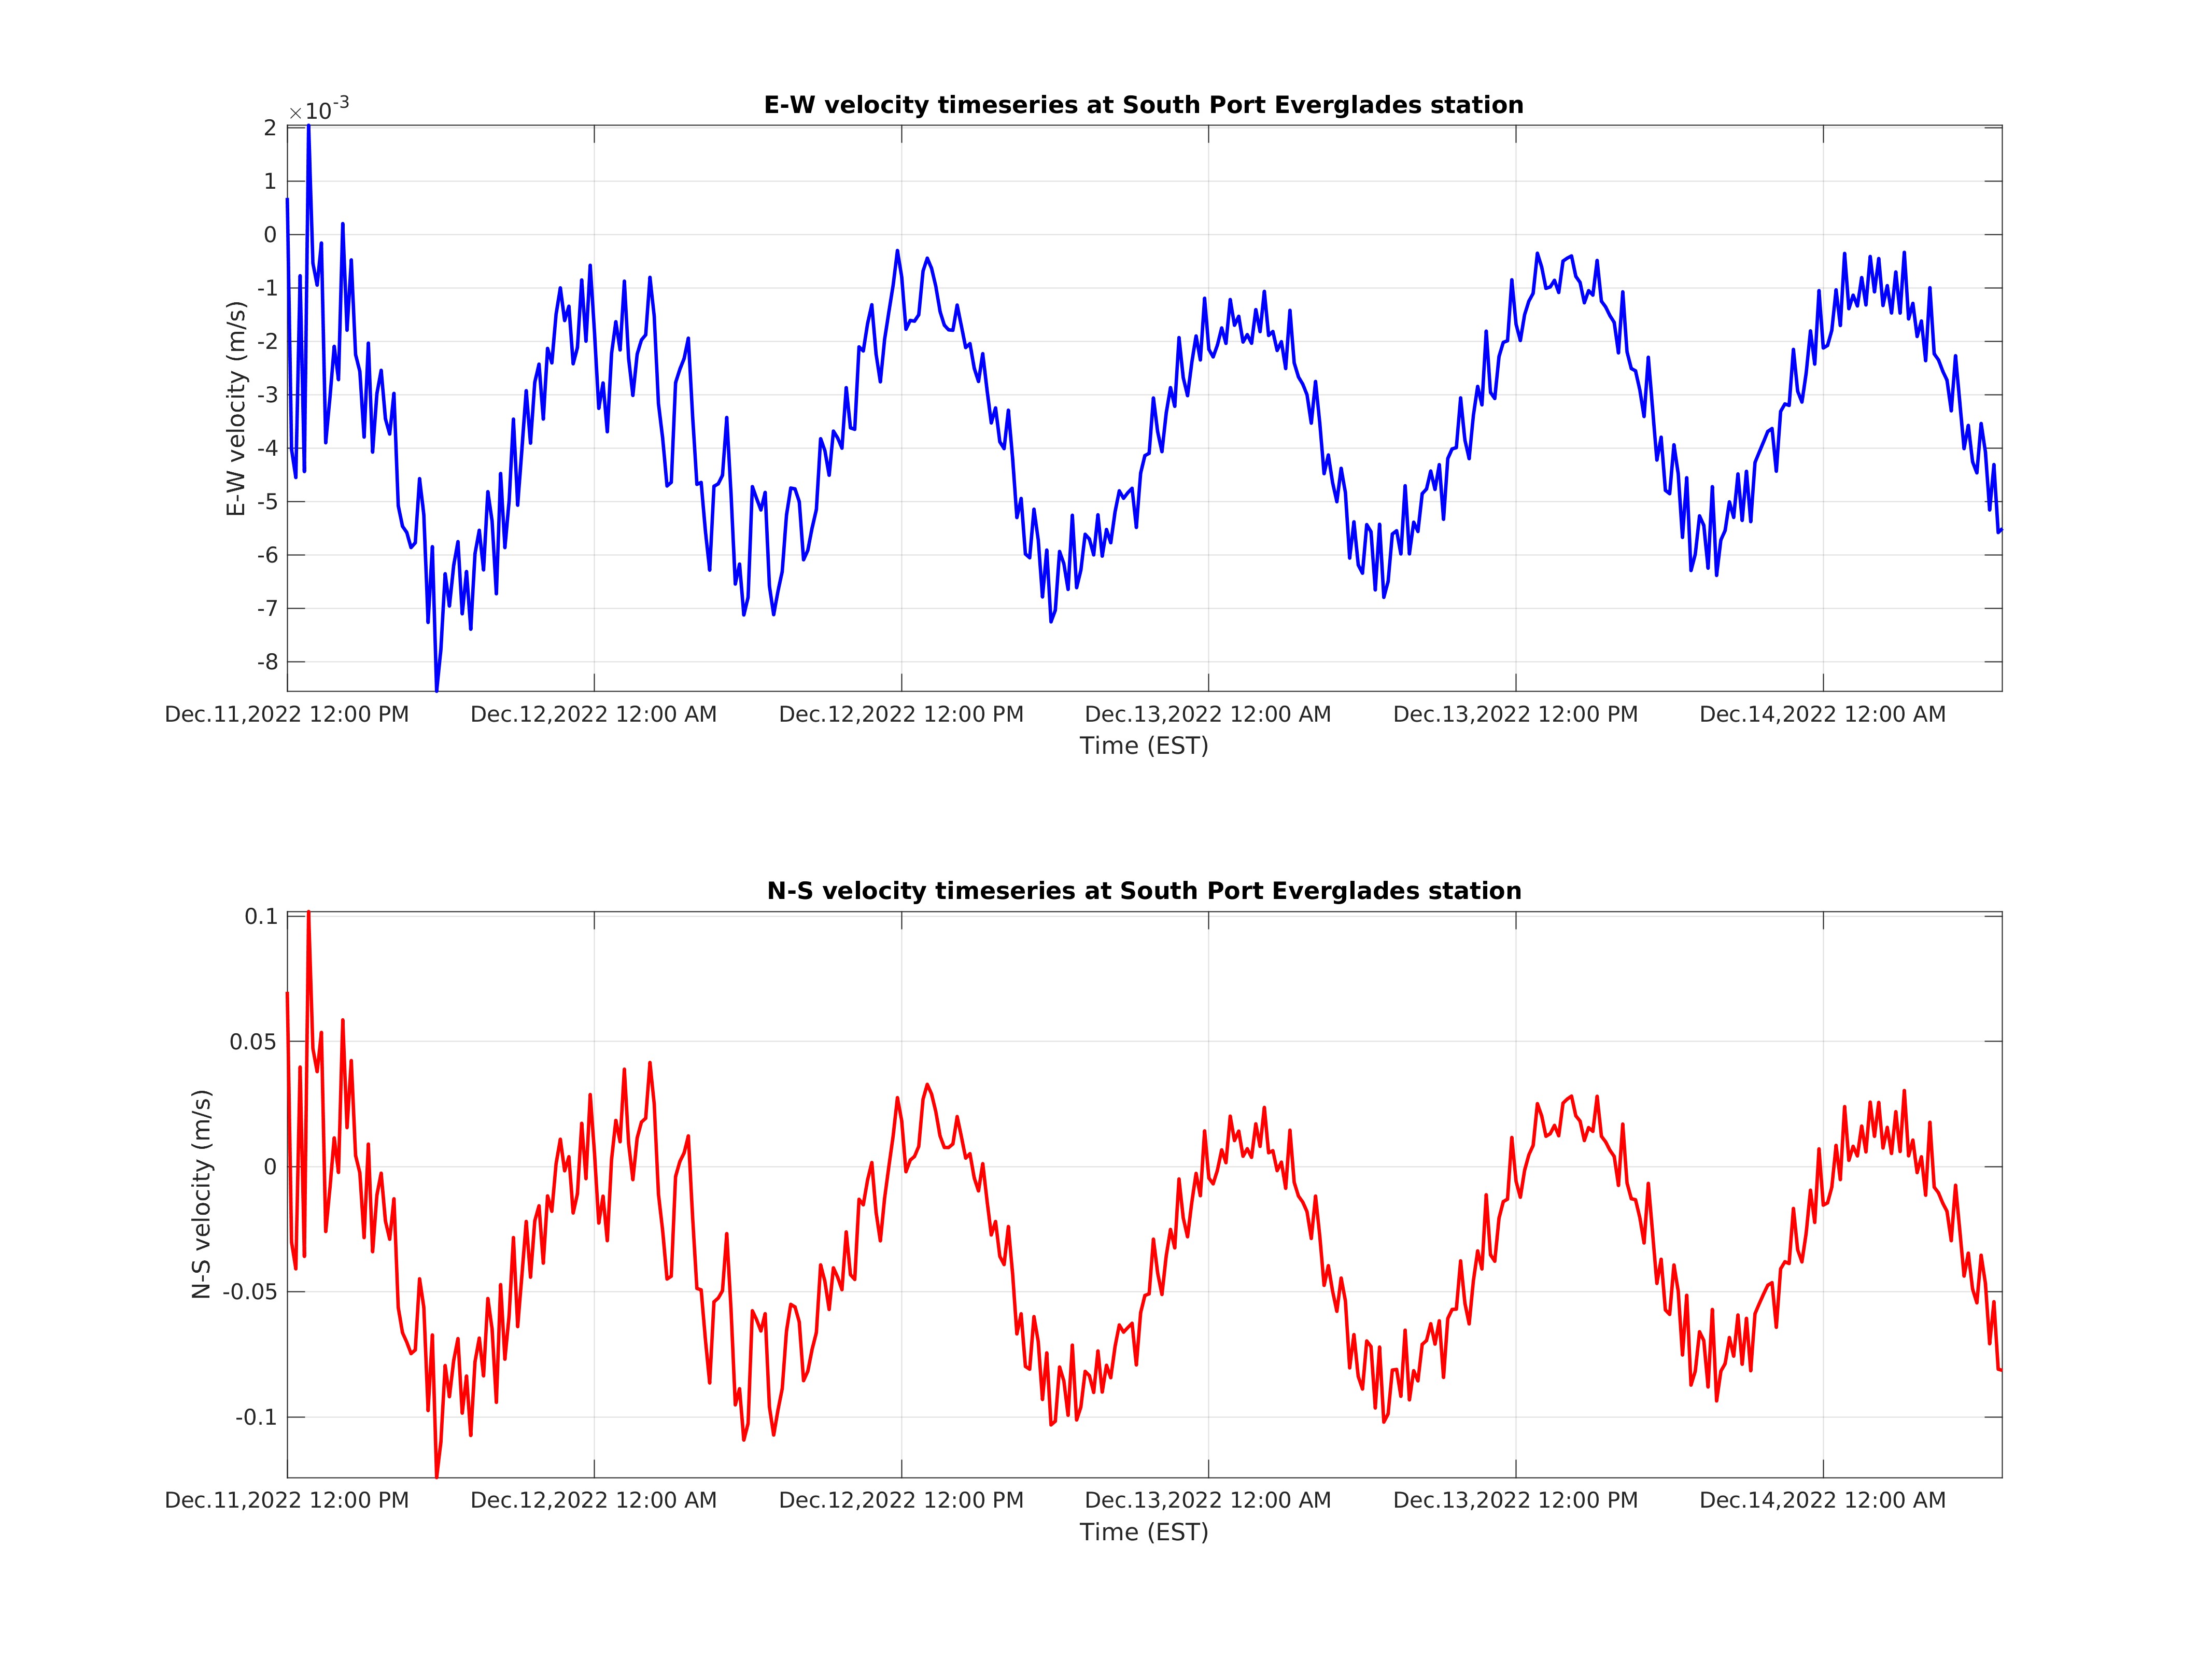 E-W velocity timeseries at South Port Everglades station
×10-3
2
1
0
-1
-2
-3
-4
-5
-6
-7
-8
E-W velocity (m/s)
Dec.11,2022 12:00 PM Dec.12,2022 12:00 AM Dec.12,2022 12:00 PM Dec.13,2022 12:00 AM Dec.13,2022 12:00 PM Dec.14,2022 12:00 AM
Time (EST)
N-S velocity timeseries at South Port Everglades station
0.1
0.05
0
-0.05
-0.1
N-S velocity (m/s)
Dec.11,2022 12:00 PM Dec.12,2022 12:00 AM Dec.12,2022 12:00 PM Dec.13,2022 12:00 AM Dec.13,2022 12:00 PM Dec.14,2022 12:00 AM
Time (EST)